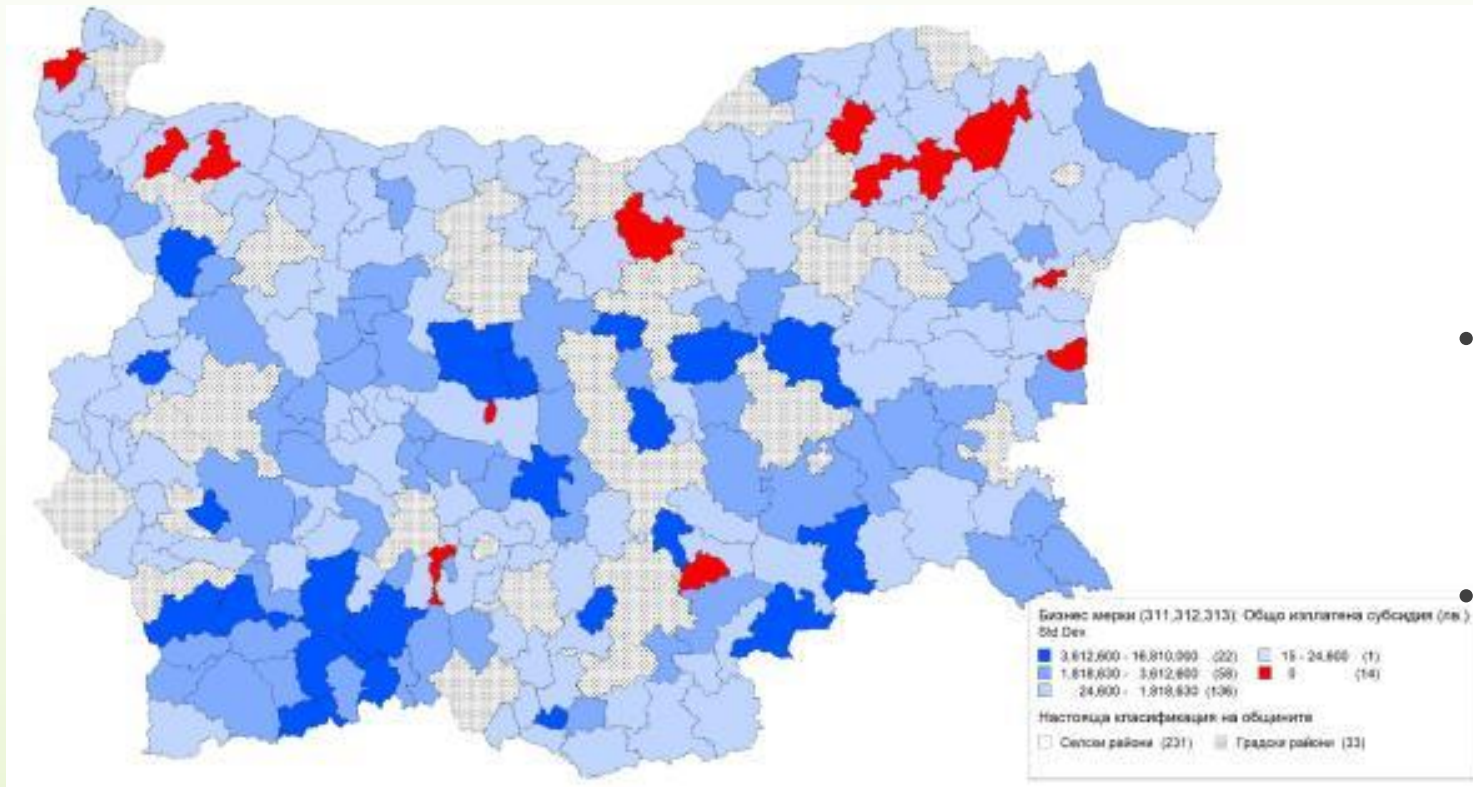 Бизнес мерки (311,312,313): Общо изплатена субсидия (лв.)
Std Dev.
3,612,600 - 16,810,000 (22)
1,818,630 - 3,612,600 (58)
24,600 - 1,818,630 (136)
15 - 24,600 (1)
0 (14)
Настояща класификация на общините
Селски райони (231)
Градски райони (33)